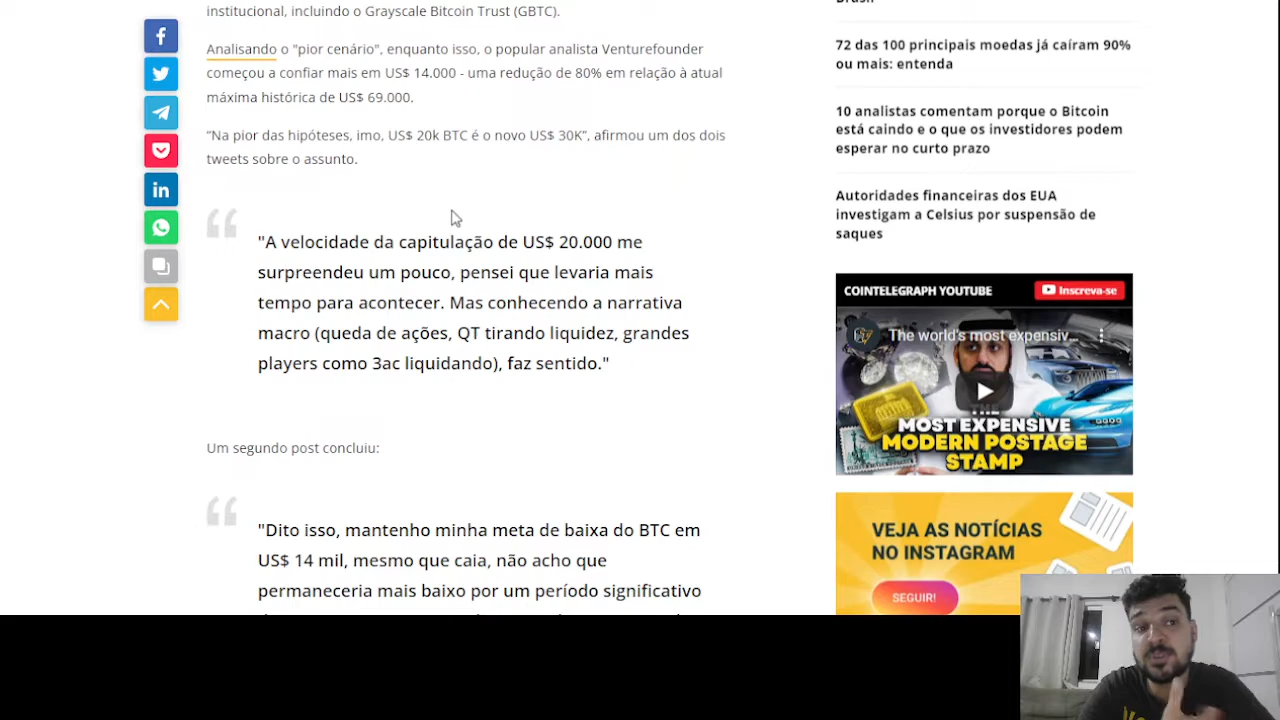 institucional, incluindo o Grayscale Bitcoin Trust (GBTC).
Analisando o "pior cenário", enquanto isso, o popular analista Venturefounder
começou a confiar mais em US$ 14.000 - uma redução de 80% em relação à atual
máxima histórica de US$ 69.000.
"Na pior das hipóteses, imo, US$ 20k BTC é o novo US$ 30K", afirmou um dos dois
tweets sobre o assunto.
"A velocidade da capitulação de US$ 20.000 me
surpreendeu um pouco, pensei que levaria mais
tempo para acontecer. Mas conhecendo a narrativa
macro (queda de ações, QT tirando liquidez, grandes
players como 3ac liquidando), faz sentido."
Um segundo post concluiu:
"Dito isso, mantenho minha meta de baixa do BTC em
US$ 14 mil, mesmo que caia, não acho que
permaneceria mais baixo por um período significativo
Brasil
72 das 100 principais moedas já caíram 90%
ou mais: entenda
10 analistas comentam porque o Bitcoin
está caindo e o que os investidores podem
esperar no curto prazo
Autoridades financeiras dos EUA
investigam a Celsius por suspensão de
saques
COINTELEGRAPH YOUTUBE
Inscreva-se
The world's most expensiv...
THE
MOST EXPENSIVE
MODERN POSTAGE
STAMP
VEJA AS NOTÍCIAS
NO INSTAGRAM
SEGUIR!